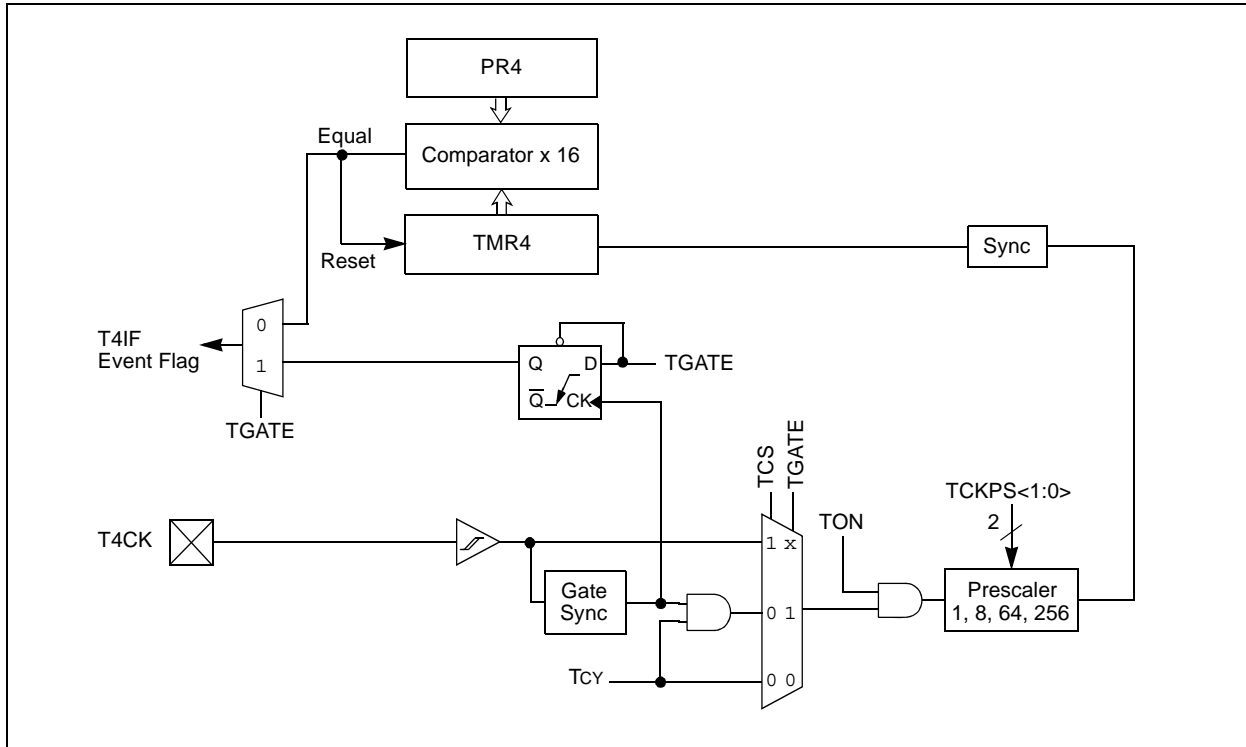 PR4
Equal
Comparator x 16
TMR4
Reset
Sync
0
T4IF
Event Flag
1
Q
D
TGATE
Q
CK
TGATE
TCS
TGATE
TCKPS<1:0>
2
TON
T4CK
1 x
Prescaler
1, 8, 64, 256
Gate
Sync
0 1
TCY
0 0